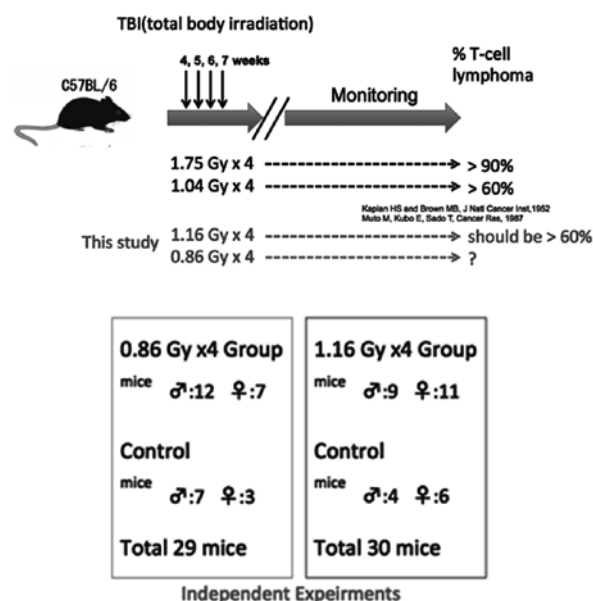 TBI(total body irradiation)
4, 5, 6, 7 weeks
% T-cell
lymphoma
C57BL/6
Monitoring
1.75 Gy x 4 > 90%
1.04 Gy x 4 > 60%
Kaplan HS and Brown MB, J Natl Cancer Inst,1952
Muto M, Kubo E, Sado T, Cancer Res, 1987
This study 1.16 Gy x 4 should be > 60%
0.86 Gy x 4 ?
0.86 Gy x4 Group
mice ♂:12 ♀:7
Control
mice ♂:7 ♀:3
Total 29 mice
1.16 Gy x4 Group
mice ♂:9 ♀:11
Control
mice ♂:4 ♀:6
Total 30 mice
Independent Expeirments